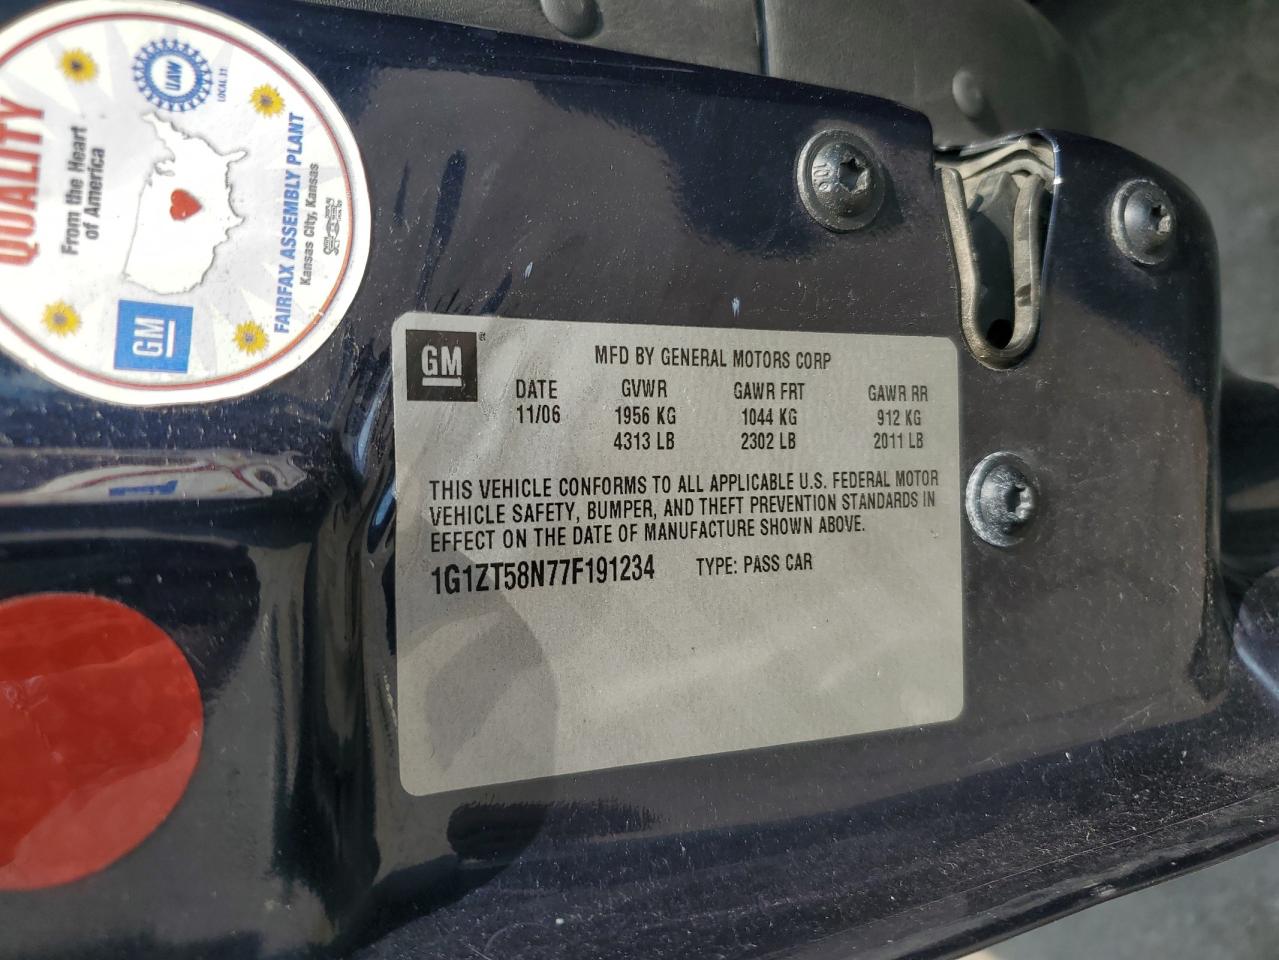 QUALITY
From the Heart
of America
UAW
LOCAL 31
FAIRFAX ASSEMBLY PLANT
Kansas City, Kansas
GM
GM
MFD BY GENERAL MOTORS CORP
DATE GVWR GAWR FRT GAWR RR
11/06 1956 KG 1044 KG 912 KG
4313 LB 2302 LB 2011 LB
THIS VEHICLE CONFORMS TO ALL APPLICABLE U.S. FEDERAL MOTOR
VEHICLE SAFETY, BUMPER, AND THEFT PREVENTION STANDARDS IN
EFFECT ON THE DATE OF MANUFACTURE SHOWN ABOVE.
1G1ZT58N77F191234 TYPE: PASS CAR